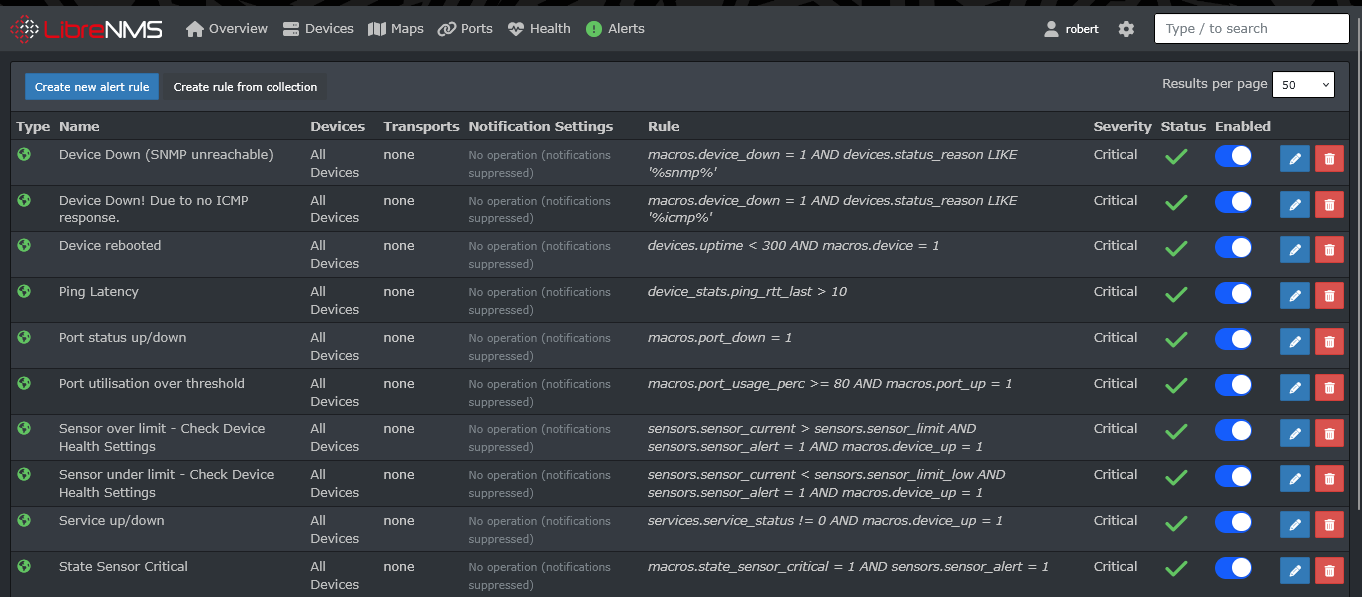 LibreNMS Overview Devices Maps Ports Health Alerts robert Type / to search
Create new alert rule Create rule from collection Results per page 50
Type Name Devices Transports Notification Settings Rule Severity Status Enabled
Device Down (SNMP unreachable) All none No operation (notifications macros.device_down = 1 AND devices.status_reason LIKE Critical
Devices suppressed) '%snmp%'
Device Down! Due to no ICMP All none No operation (notifications macros.device_down = 1 AND devices.status_reason LIKE Critical
response. Devices suppressed) '%icmp%'
Device rebooted All none No operation (notifications devices.uptime < 300 AND macros.device = 1 Critical
Devices suppressed)
Ping Latency All none No operation (notifications device_stats.ping_rtt_last > 10 Critical
Devices suppressed)
Port status up/down All none No operation (notifications macros.port_down = 1 Critical
Devices suppressed)
Port utilisation over threshold All none No operation (notifications macros.port_usage_perc >= 80 AND macros.port_up = 1 Critical
Devices suppressed)
Sensor over limit - Check Device All none No operation (notifications sensors.sensor_current > sensors.sensor_limit AND Critical
Health Settings Devices suppressed) sensors.sensor_alert = 1 AND macros.device_up = 1
Sensor under limit - Check Device All none No operation (notifications sensors.sensor_current < sensors.sensor_limit_low AND Critical
Health Settings Devices suppressed) sensors.sensor_alert = 1 AND macros.device_up = 1
Service up/down All none No operation (notifications services.service_status != 0 AND macros.device_up = 1 Critical
Devices suppressed)
State Sensor Critical All none No operation (notifications macros.state_sensor_critical = 1 AND sensors.sensor_alert = 1 Critical
Devices suppressed)